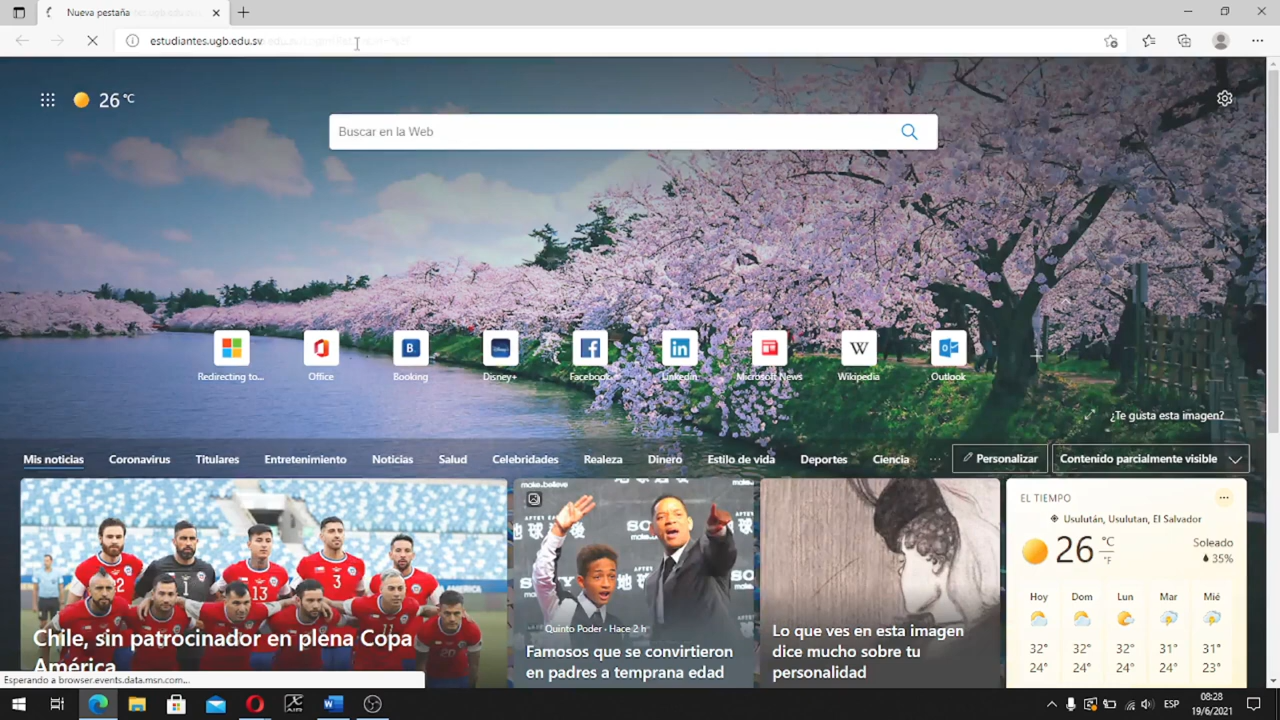 Nueva pestaña
estudiantes.ugb.edu.sv
26 °C
Buscar en la Web
B.
Disney+
f
in
W
Redirecting to...
Office
Booking
Disney+
Facebook
LinkedIn
Microsoft News
Wikipedia
Outlook
¿Te gusta esta imagen?
Mis noticias
Coronavirus
Titulares
Entretenimiento
Noticias
Salud
Celebridades
Realeza
Dinero
Estilo de vida
Deportes
Ciencia
...
Personalizar
Contenido parcialmente visible
make.believe
Chile, sin patrocinador en plena Copa
América
Quinto Poder · Hace 2 h
Famosos que se convirtieron
en padres a temprana edad
Lo que ves en esta imagen
dice mucho sobre tu
personalidad
EL TIEMPO
Usulután, Usulutan, El Salvador
26 °C
°F
Soleado
35%
Hoy Dom Lun Mar Mié
32° 32° 32° 31° 31°
24° 24° 24° 24° 23°
Esperando a browser.events.data.msn.com...
ESP
08:28
19/6/2021